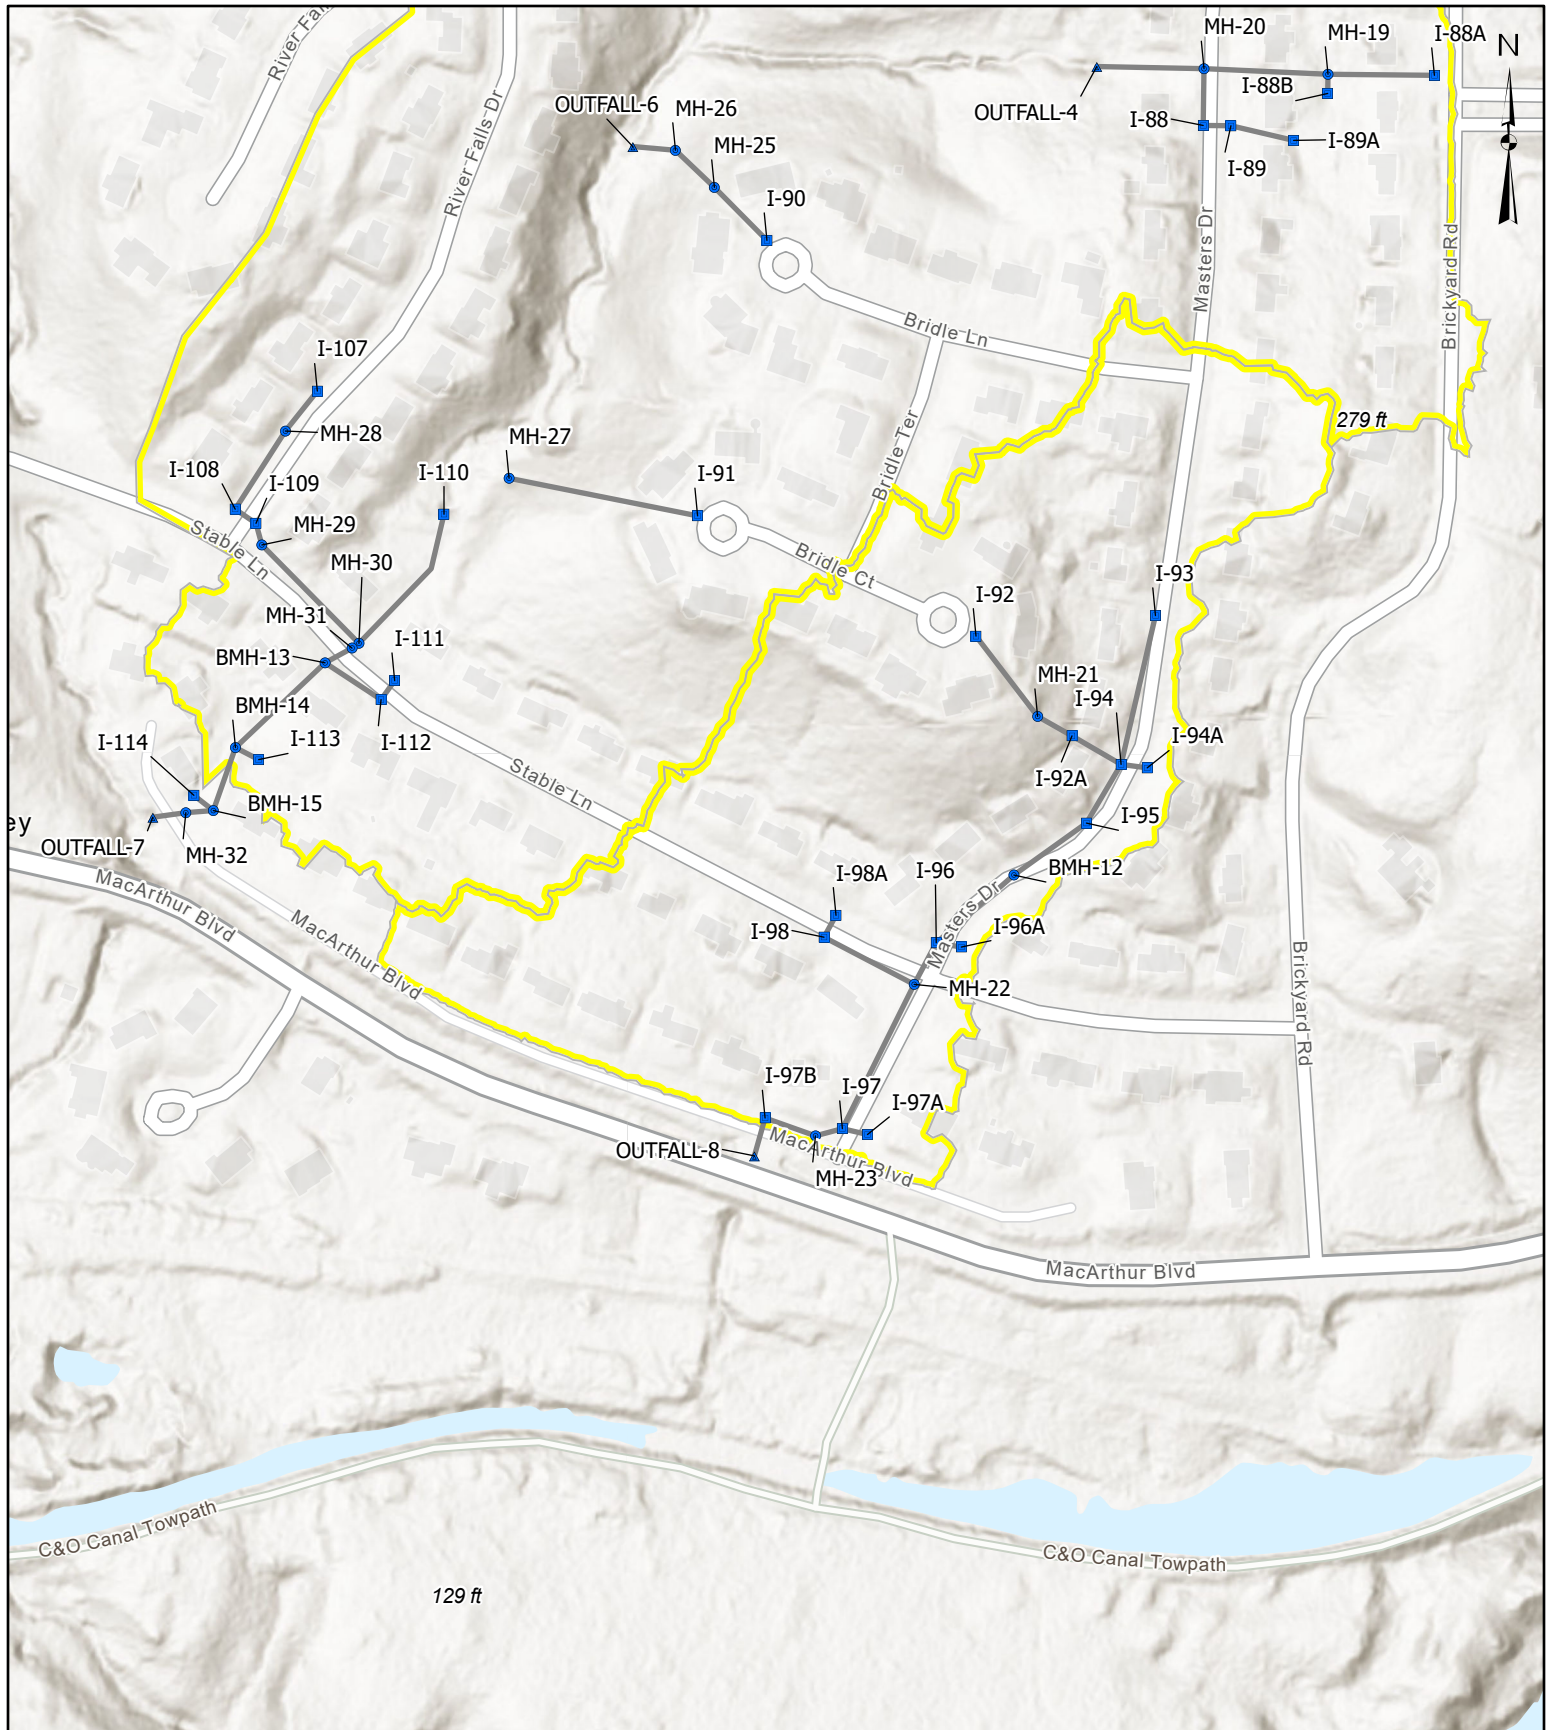 River Fal
MH-20
MH-19
I-88A
N
OUTFALL-6
MH-26
MH-25
I-88B
OUTFALL-4
I-88
I-89
I-89A
River Falls Dr
I-90
Masters Dr
Brickyard Rd
Bridle Ln
I-107
MH-28
279 ft
Bridle Ter
MH-27
I-108
I-109
I-110
I-91
MH-29
Stable Ln
Bridle Ct
MH-30
I-93
I-92
MH-31
I-111
BMH-13
MH-21
I-94
BMH-14
I-114
I-113
I-112
I-94A
I-92A
Stable Ln
BMH-15
I-95
ey
OUTFALL-7
MH-32
BMH-12
I-98A
I-96
MacArthur Blvd
MacArthur Blvd
Masters Dr
I-98
I-96A
MH-22
Brickyard Rd
I-97B
I-97
I-97A
OUTFALL-8
MacArthur Blvd
MH-23
MacArthur Blvd
C&O Canal Towpath
C&O Canal Towpath
129 ft